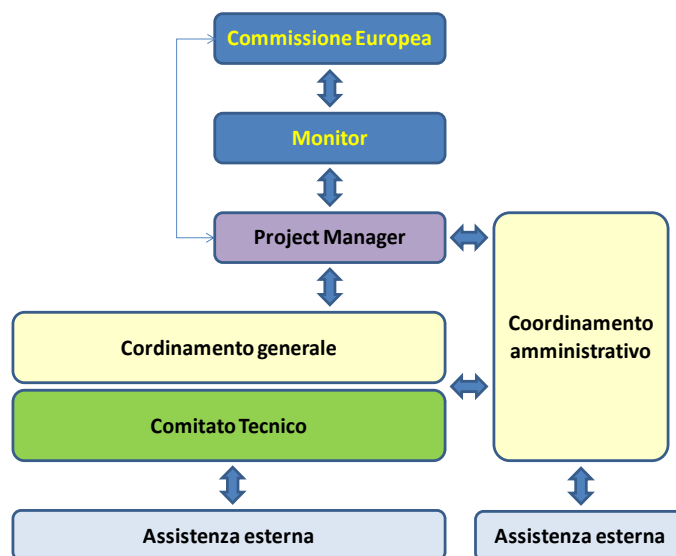 Commissione Europea
Monitor
Project Manager
Cordinamento generale
Coordinamento
amministrativo
Comitato Tecnico
Assistenza esterna
Assistenza esterna